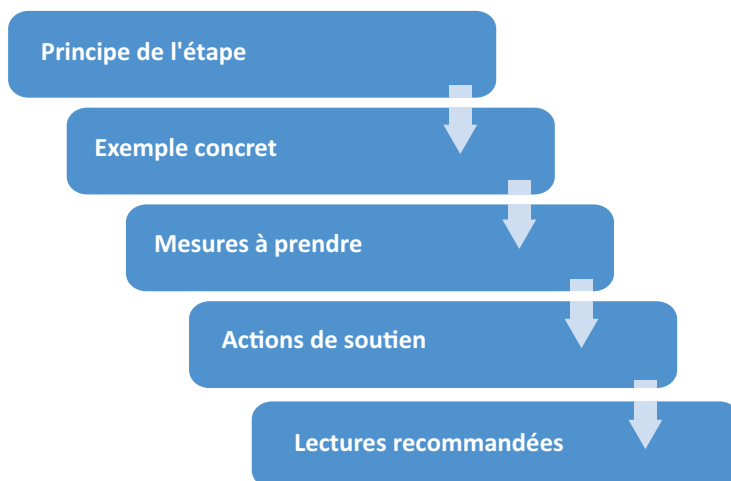 Principe de l'étape
Exemple concret
Mesures à prendre
Actions de soutien
Lectures recommandées